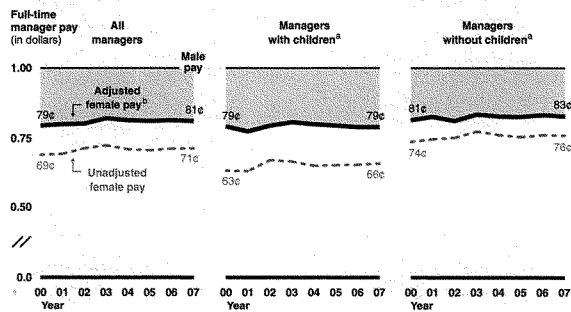 Full-time
manager pay
(in dollars)
All
managers
Managers
with childrenᵃ
Managers
without childrenᵃ
1.00
Male
pay
Adjusted
female payᵇ
79¢
81¢
79¢
79¢
81¢
83¢
0.75
69¢
71¢
Unadjusted
female pay
63¢
66¢
74¢
76¢
0.50
0.0
00 01 02 03 04 05 06 07
Year
00 01 02 03 04 05 06 07
Year
00 01 02 03 04 05 06 07
Year